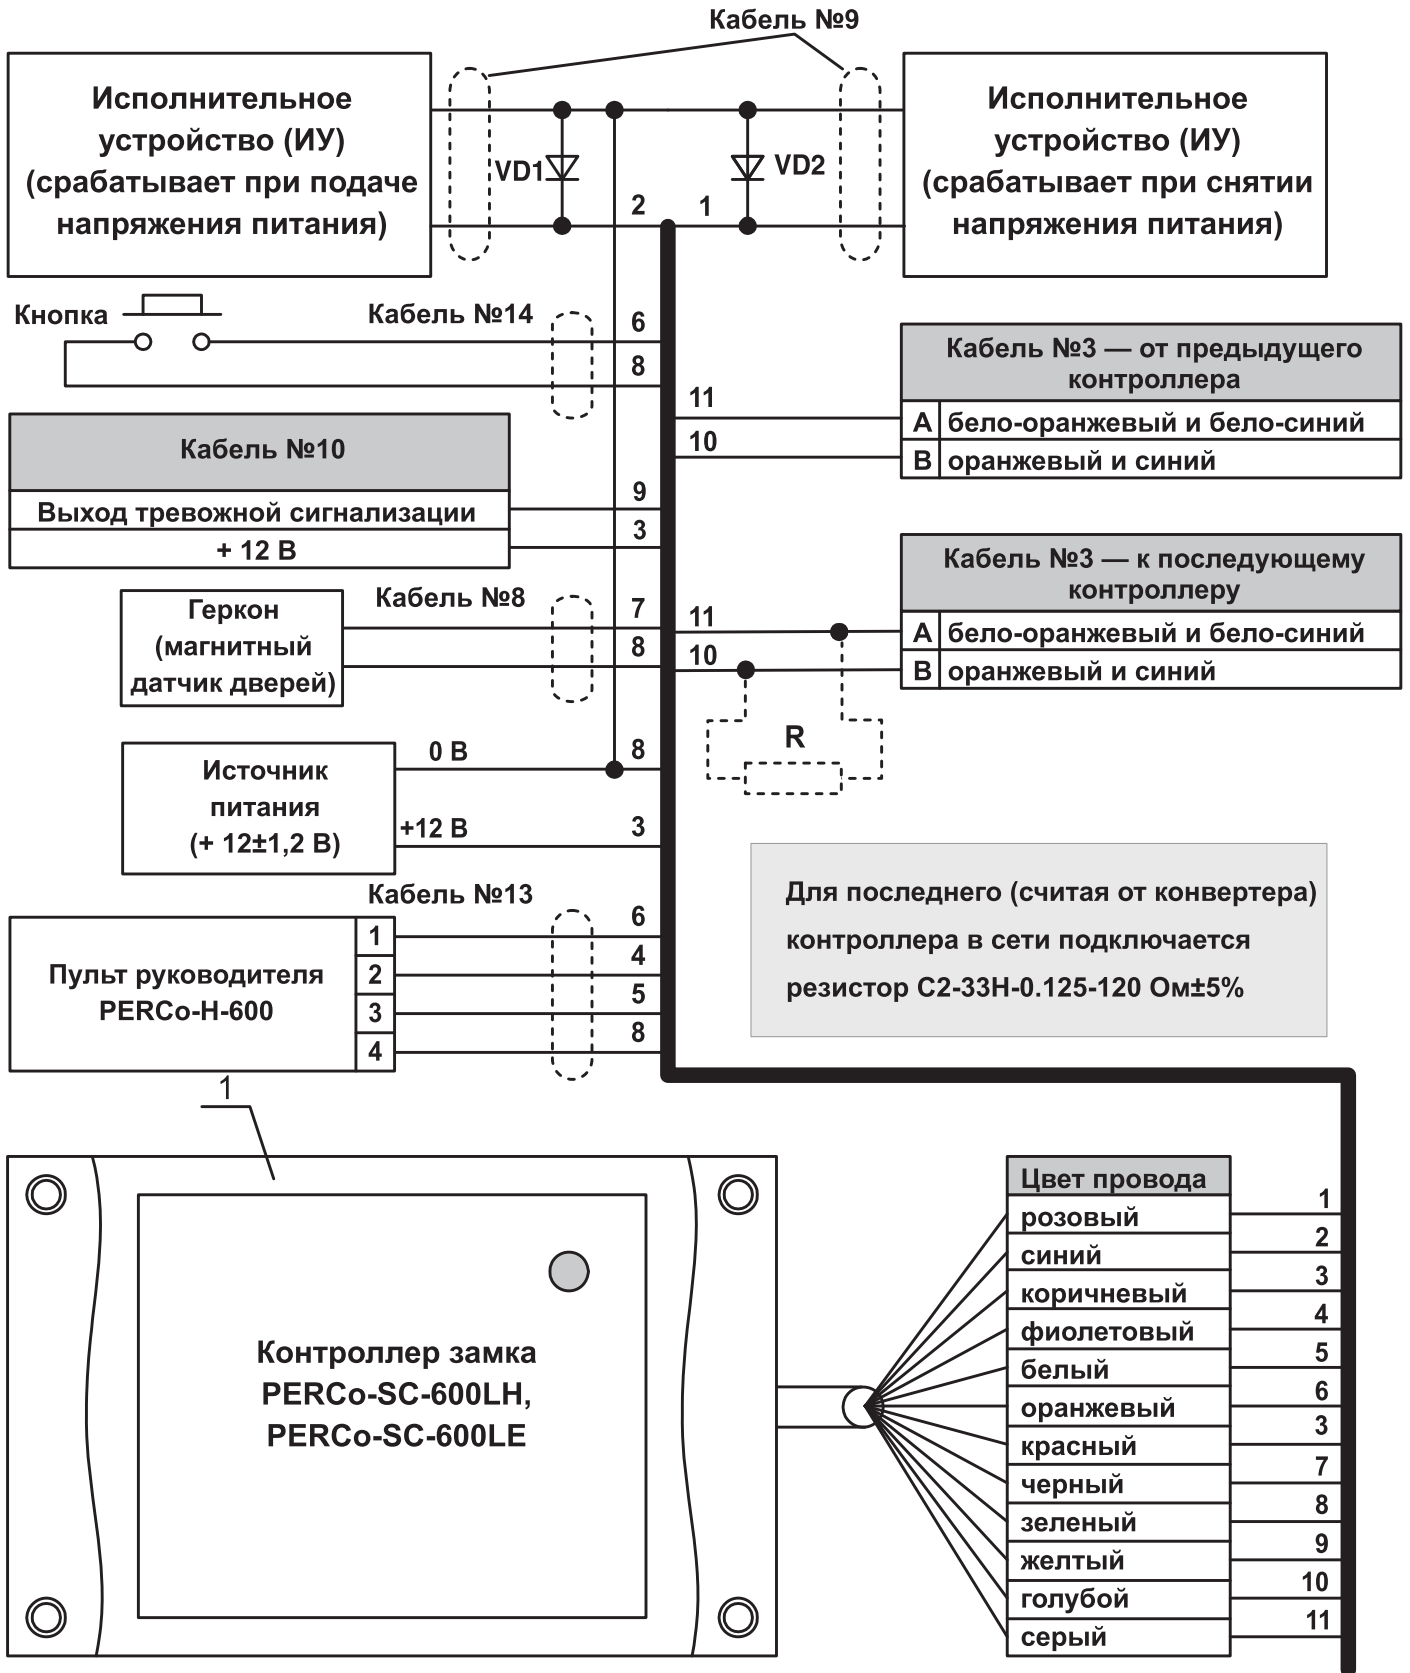 Кабель №9
Исполнительное
устройство (ИУ)
(срабатывает при подаче
напряжения питания)
VD1
VD2
2
1
Исполнительное
устройство (ИУ)
(срабатывает при снятии
напряжения питания)
Кнопка
Кабель №14
6
8
Кабель №3 — от предыдущего
контроллера
11
A бело-оранжевый и бело-синий
10
B оранжевый и синий
Кабель №10
Выход тревожной сигнализации
9
+ 12 В
3
Кабель №3 — к последующему
контроллеру
11
A бело-оранжевый и бело-синий
10
B оранжевый и синий
R
Геркон
(магнитный
датчик дверей)
Кабель №8
7
8
Источник
питания
(+ 12±1,2 В)
0 В
8
+12 В
3
Для последнего (считая от конвертера)
контроллера в сети подключается
резистор С2-33Н-0.125-120 Ом±5%
Кабель №13
Пульт руководителя
PERCo-H-600
1 6
2 4
3 5
4 8
1
Контроллер замка
PERCo-SC-600LH,
PERCo-SC-600LE
Цвет провода
розовый 1
синий 2
коричневый 3
фиолетовый 4
белый 5
оранжевый 6
красный 3
черный 7
зеленый 8
желтый 9
голубой 10
серый 11